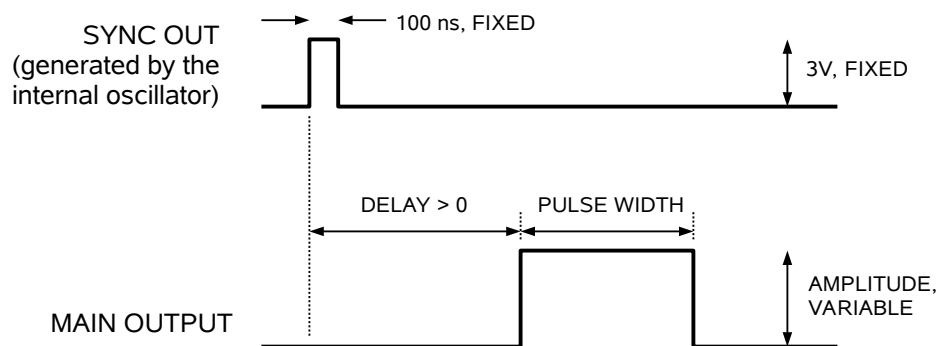 100 ns, FIXED
SYNC OUT
(generated by the
internal oscillator)
3V, FIXED
DELAY > 0
PULSE WIDTH
AMPLITUDE,
VARIABLE
MAIN OUTPUT